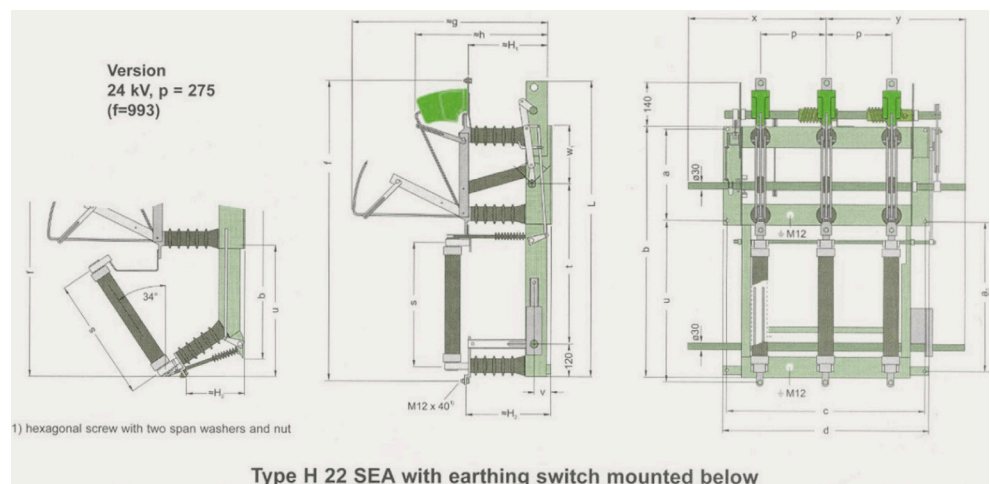 Version
24 kV, p = 275
(f=993)
f
s
34°
b
u
≈H₂
1) hexagonal screw with two span washers and nut
≈g
≈h
≈H₁
f
w
L
s
t
120
v
M12 x 40¹⁾
≈H₂
x
y
p
p
140
a
ø30
b
⏚ M12
u
a
ø30
⏚ M12
c
d
Type H 22 SEA with earthing switch mounted below